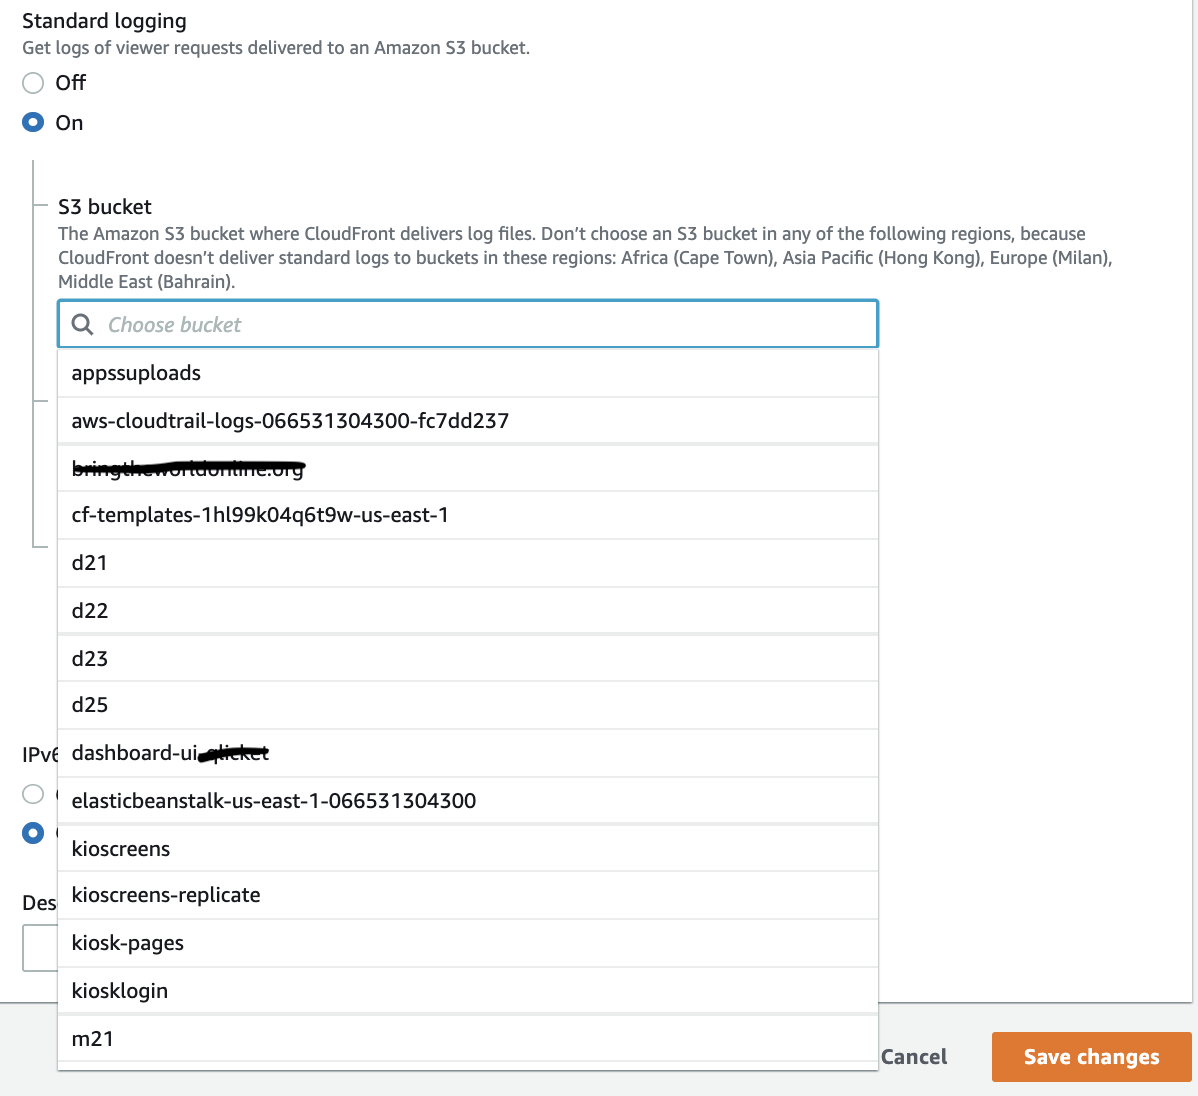 Standard logging
Get logs of viewer requests delivered to an Amazon S3 bucket.
Off
On
S3 bucket
The Amazon S3 bucket where CloudFront delivers log files. Don’t choose an S3 bucket in any of the following regions, because
CloudFront doesn’t deliver standard logs to buckets in these regions: Africa (Cape Town), Asia Pacific (Hong Kong), Europe (Milan),
Middle East (Bahrain).
Choose bucket
appssuploads
aws-cloudtrail-logs-066531304300-fc7dd237
cf-templates-1hl99k04q6t9w-us-east-1
d21
d22
d23
d25
IPv6
dashboard-ui
elasticbeanstalk-us-east-1-066531304300
kioscreens
kioscreens-replicate
Des
kiosk-pages
kiosklogin
m21
Cancel
Save changes